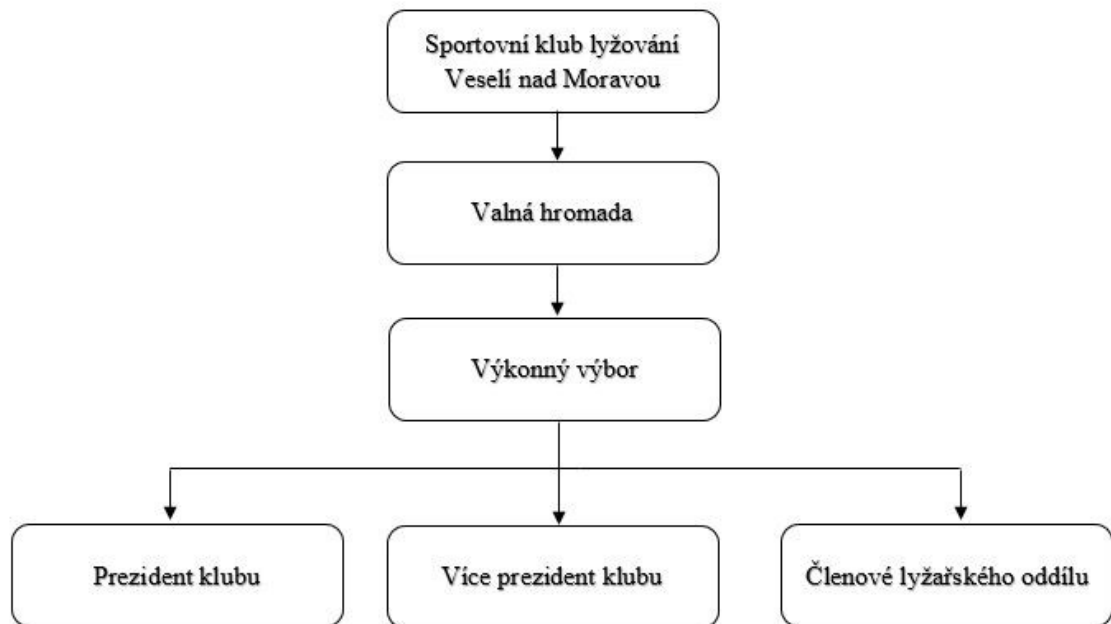 Sportovní klub lyžování
Veselí nad Moravou
Valná hromada
Výkonný výbor
Prezident klubu
Více prezident klubu
Členové lyžařského oddílu